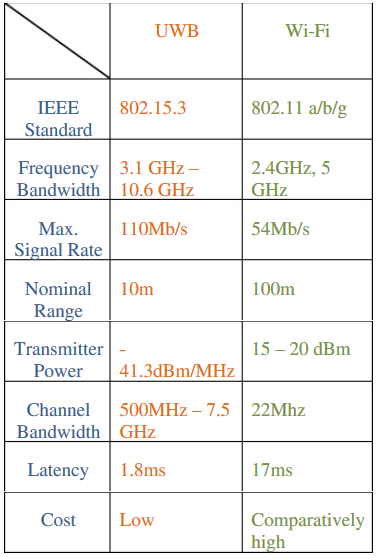 UWB Wi-Fi
IEEE 802.15.3 802.11 a/b/g
Standard
Frequency 3.1 GHz – 2.4GHz, 5
Bandwidth 10.6 GHz GHz
Max. 110Mb/s 54Mb/s
Signal Rate
Nominal 10m 100m
Range
Transmitter - 15 – 20 dBm
Power 41.3dBm/MHz
Channel 500MHz – 7.5 22Mhz
Bandwidth GHz
Latency 1.8ms 17ms
Cost Low Comparatively
high